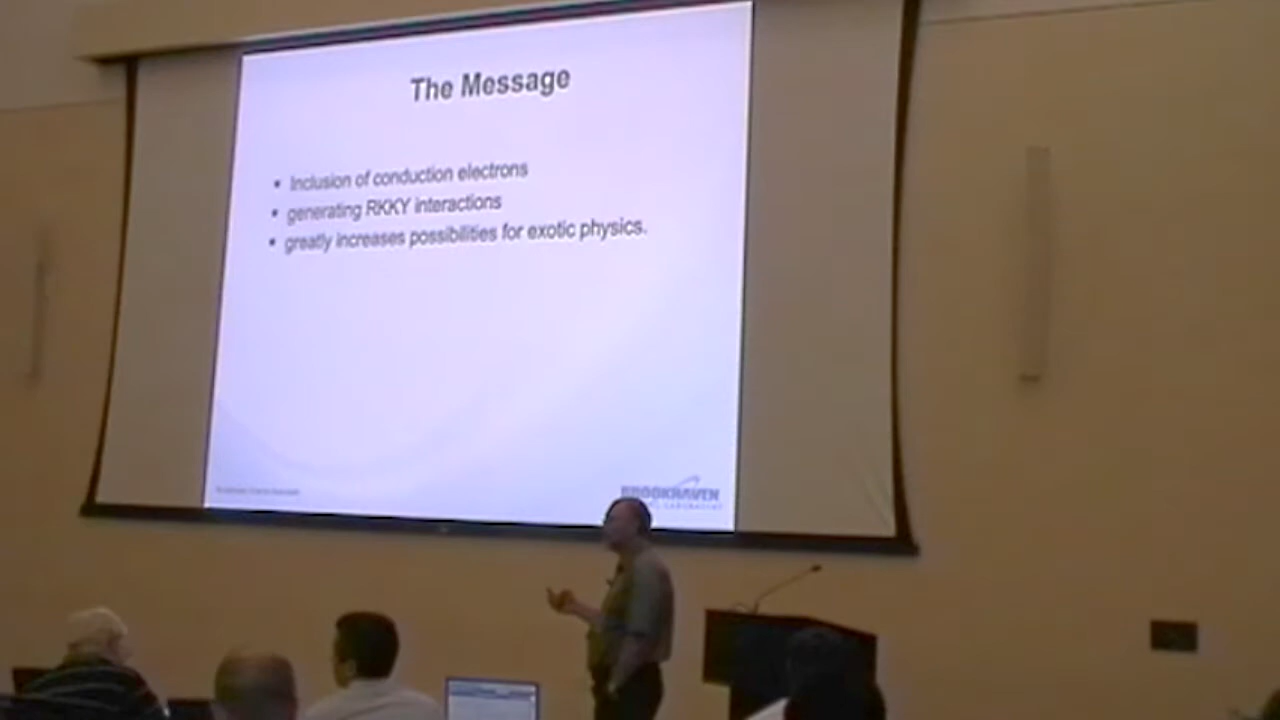 The Message
▪ Inclusion of conduction electrons
▪ generating RKKY interactions
▪ greatly increases possibilities for exotic physics.
BROOKHAVEN